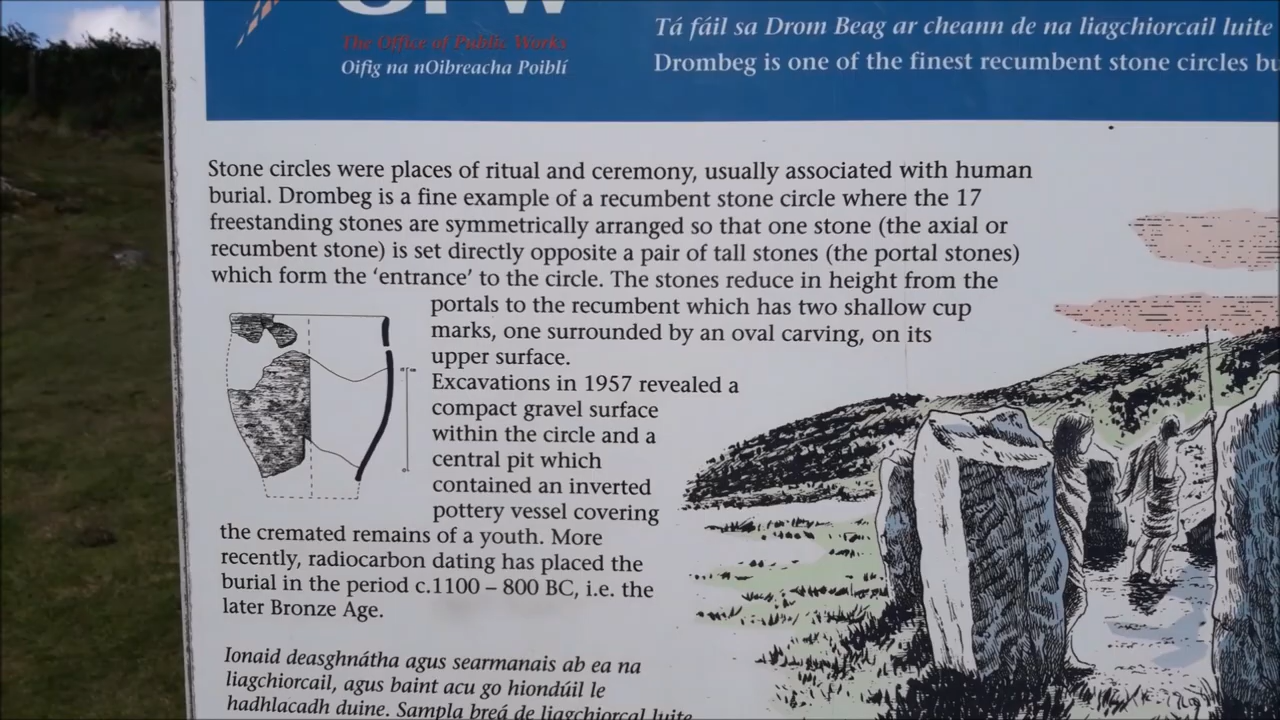 OPW
The Office of Public Works
Oifig na nOibreacha Poiblí
Tá fáil sa Drom Beag ar cheann de na liagchiorcail luite
Drombeg is one of the finest recumbent stone circles
Stone circles were places of ritual and ceremony, usually associated with human
burial. Drombeg is a fine example of a recumbent stone circle where the 17
freestanding stones are symmetrically arranged so that one stone (the axial or
recumbent stone) is set directly opposite a pair of tall stones (the portal stones)
which form the ‘entrance’ to the circle. The stones reduce in height from the
portals to the recumbent which has two shallow cup
marks, one surrounded by an oval carving, on its
upper surface.
Excavations in 1957 revealed a
compact gravel surface
within the circle and a
central pit which
contained an inverted
pottery vessel covering
the cremated remains of a youth. More
recently, radiocarbon dating has placed the
burial in the period c.1100 – 800 BC, i.e. the
later Bronze Age.
Ionaid deasghnátha agus searmanais ab ea na
liagchiorcail, agus baint acu go hiondúil le
hadhlacadh duine. Sampla breá de liagchiorcal luite